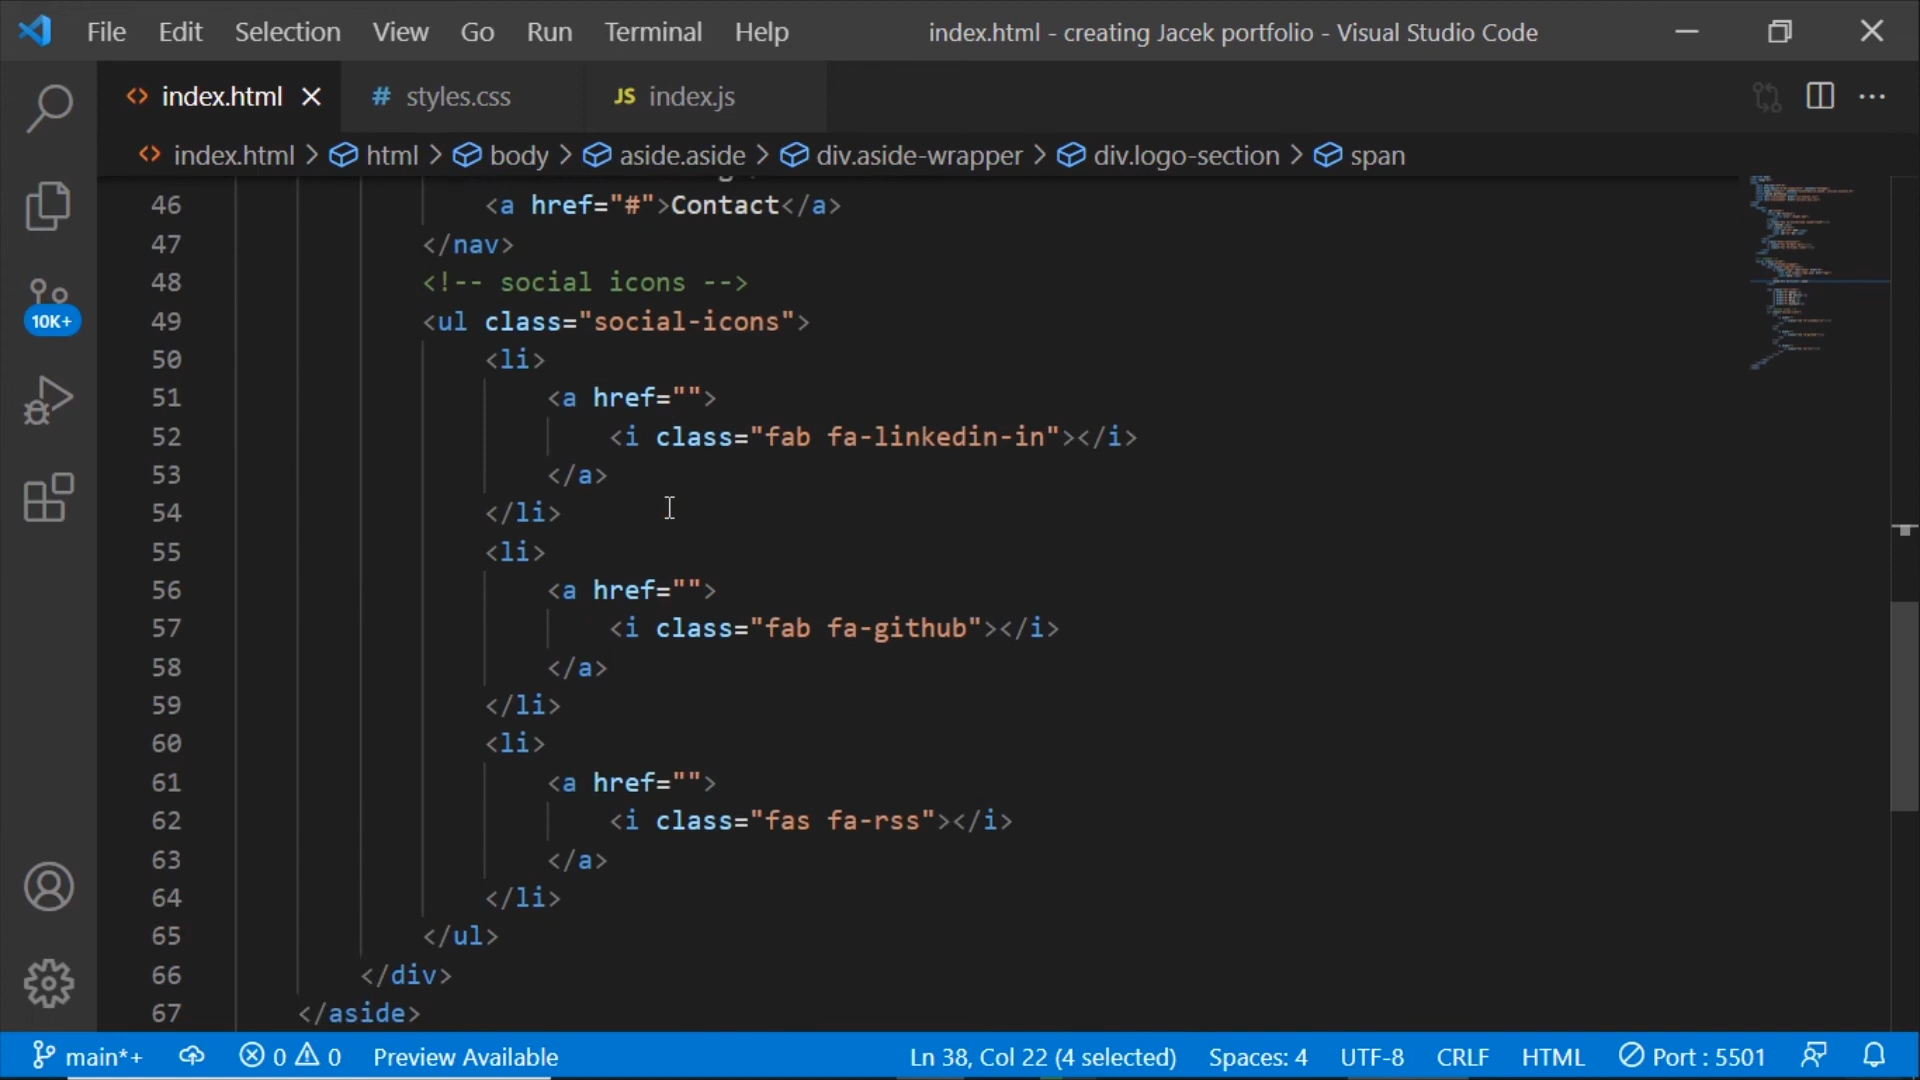 File Edit Selection View Go Run Terminal Help index.html - creating Jacek portfolio - Visual Studio Code
index.html styles.css JS index.js
index.html > html > body > aside.aside > div.aside-wrapper > div.logo-section > span
46 <a href="#">Contact</a>
47 </nav>
48 <!-- social icons -->
49 <ul class="social-icons">
50 <li>
51 <a href="">
52 <i class="fab fa-linkedin-in"></i>
53 </a>
54 </li>
55 <li>
56 <a href="">
57 <i class="fab fa-github"></i>
58 </a>
59 </li>
60 <li>
61 <a href="">
62 <i class="fas fa-rss"></i>
63 </a>
64 </li>
65 </ul>
66 </div>
67 </aside>
10K+
main*+ 0 0 Preview Available Ln 38, Col 22 (4 selected) Spaces: 4 UTF-8 CRLF HTML Port : 5501